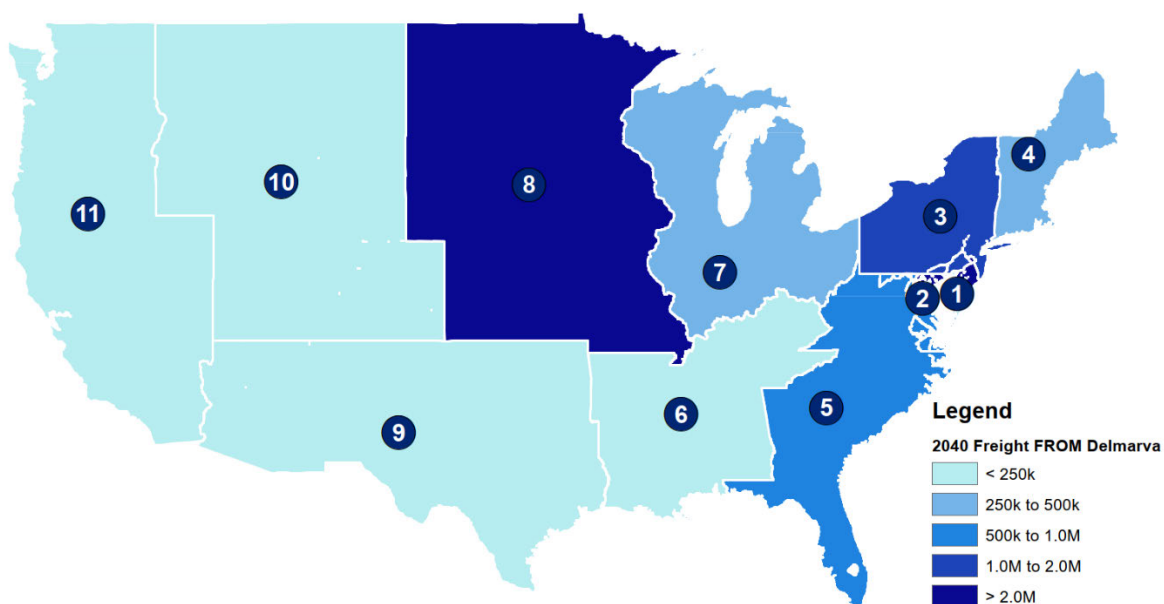 4
8
10
3
11
7
2
1
5
6
9
Legend
2040 Freight FROM Delmarva
< 250k
250k to 500k
500k to 1.0M
1.0M to 2.0M
> 2.0M